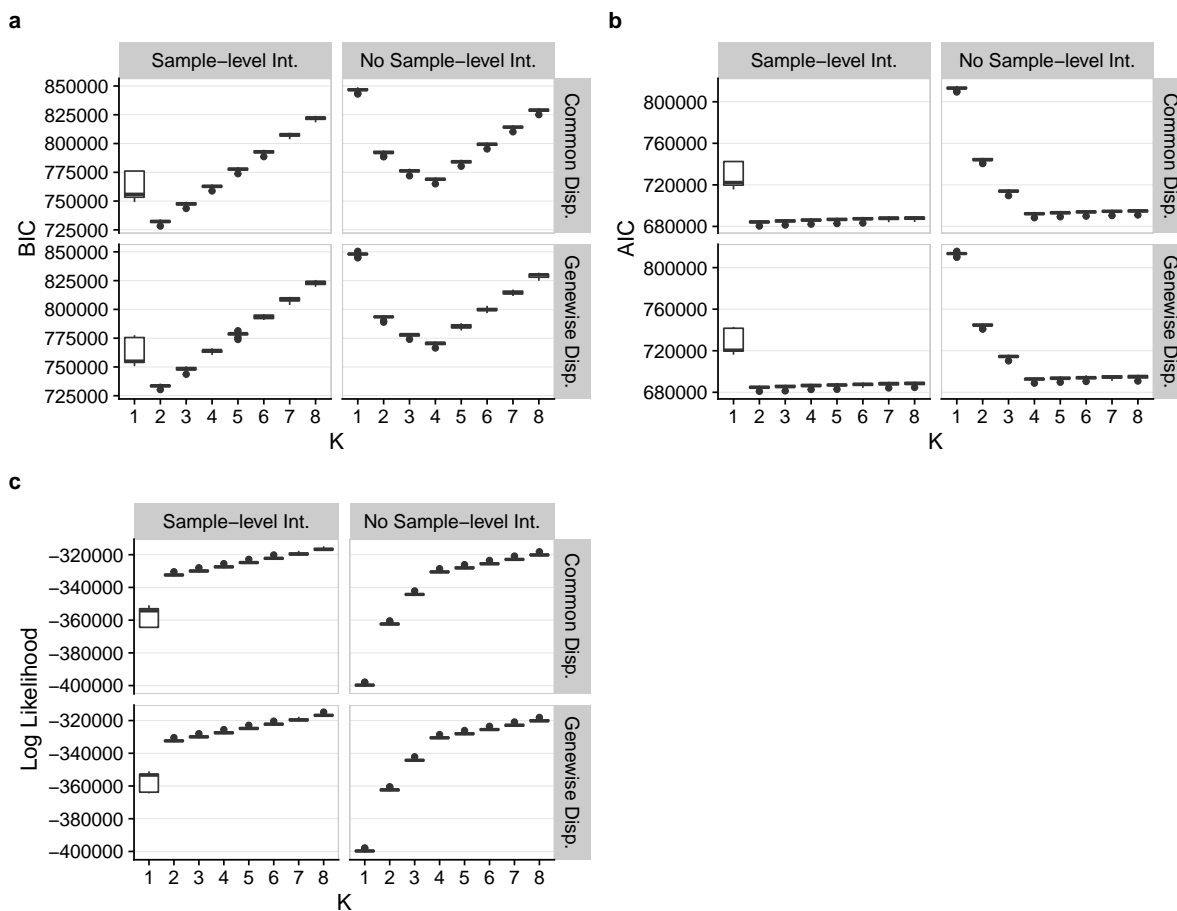 a
Sample−level Int.
No Sample−level Int.
BIC
850000
825000
800000
775000
750000
725000
Common Disp.
850000
825000
800000
775000
750000
725000
Genewise Disp.
1 2 3 4 5 6 7 8
1 2 3 4 5 6 7 8
K
b
Sample−level Int.
No Sample−level Int.
AIC
800000
760000
720000
680000
Common Disp.
800000
760000
720000
680000
Genewise Disp.
1 2 3 4 5 6 7 8
1 2 3 4 5 6 7 8
K
c
Sample−level Int.
No Sample−level Int.
Log Likelihood
−320000
−340000
−360000
−380000
−400000
Common Disp.
−320000
−340000
−360000
−380000
−400000
Genewise Disp.
1 2 3 4 5 6 7 8
1 2 3 4 5 6 7 8
K